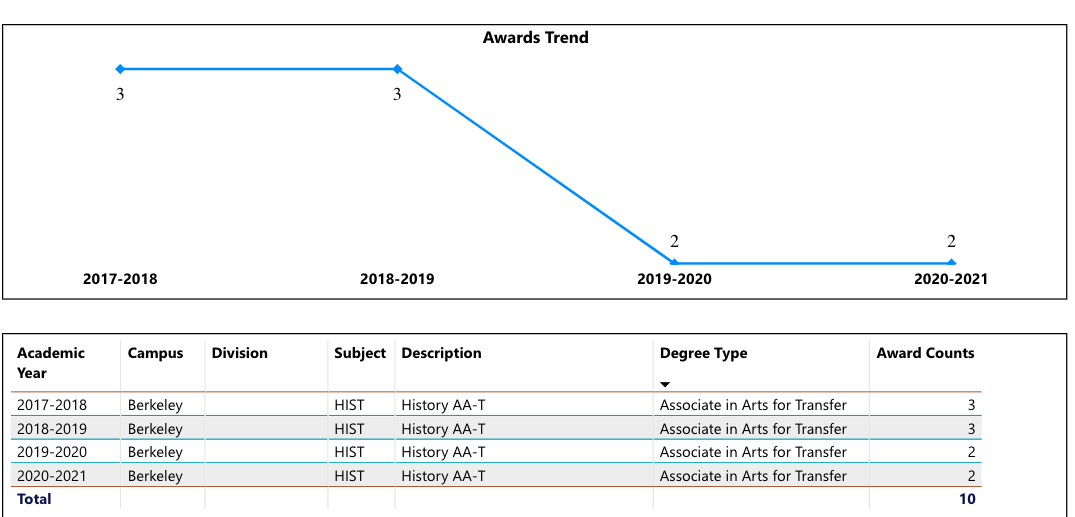 Awards Trend
3 3
2 2
2017-2018 2018-2019 2019-2020 2020-2021
Academic Year Campus Division Subject Description Degree Type Award Counts
2017-2018 Berkeley HIST History AA-T Associate in Arts for Transfer 3
2018-2019 Berkeley HIST History AA-T Associate in Arts for Transfer 3
2019-2020 Berkeley HIST History AA-T Associate in Arts for Transfer 2
2020-2021 Berkeley HIST History AA-T Associate in Arts for Transfer 2
Total 10